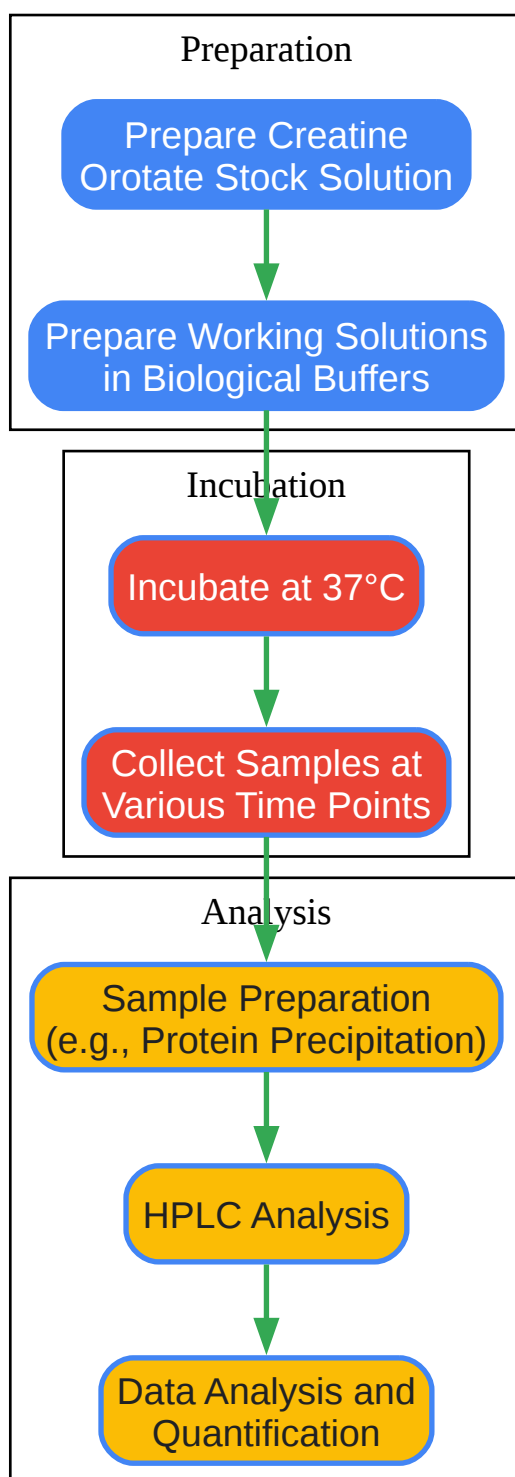 Preparation
Prepare Creatine
Orotate Stock Solution
Prepare Working Solutions
in Biological Buffers
Incubation
Incubate at 37°C
Collect Samples at
Various Time Points
Analysis
Sample Preparation
(e.g., Protein Precipitation)
HPLC Analysis
Data Analysis and
Quantification